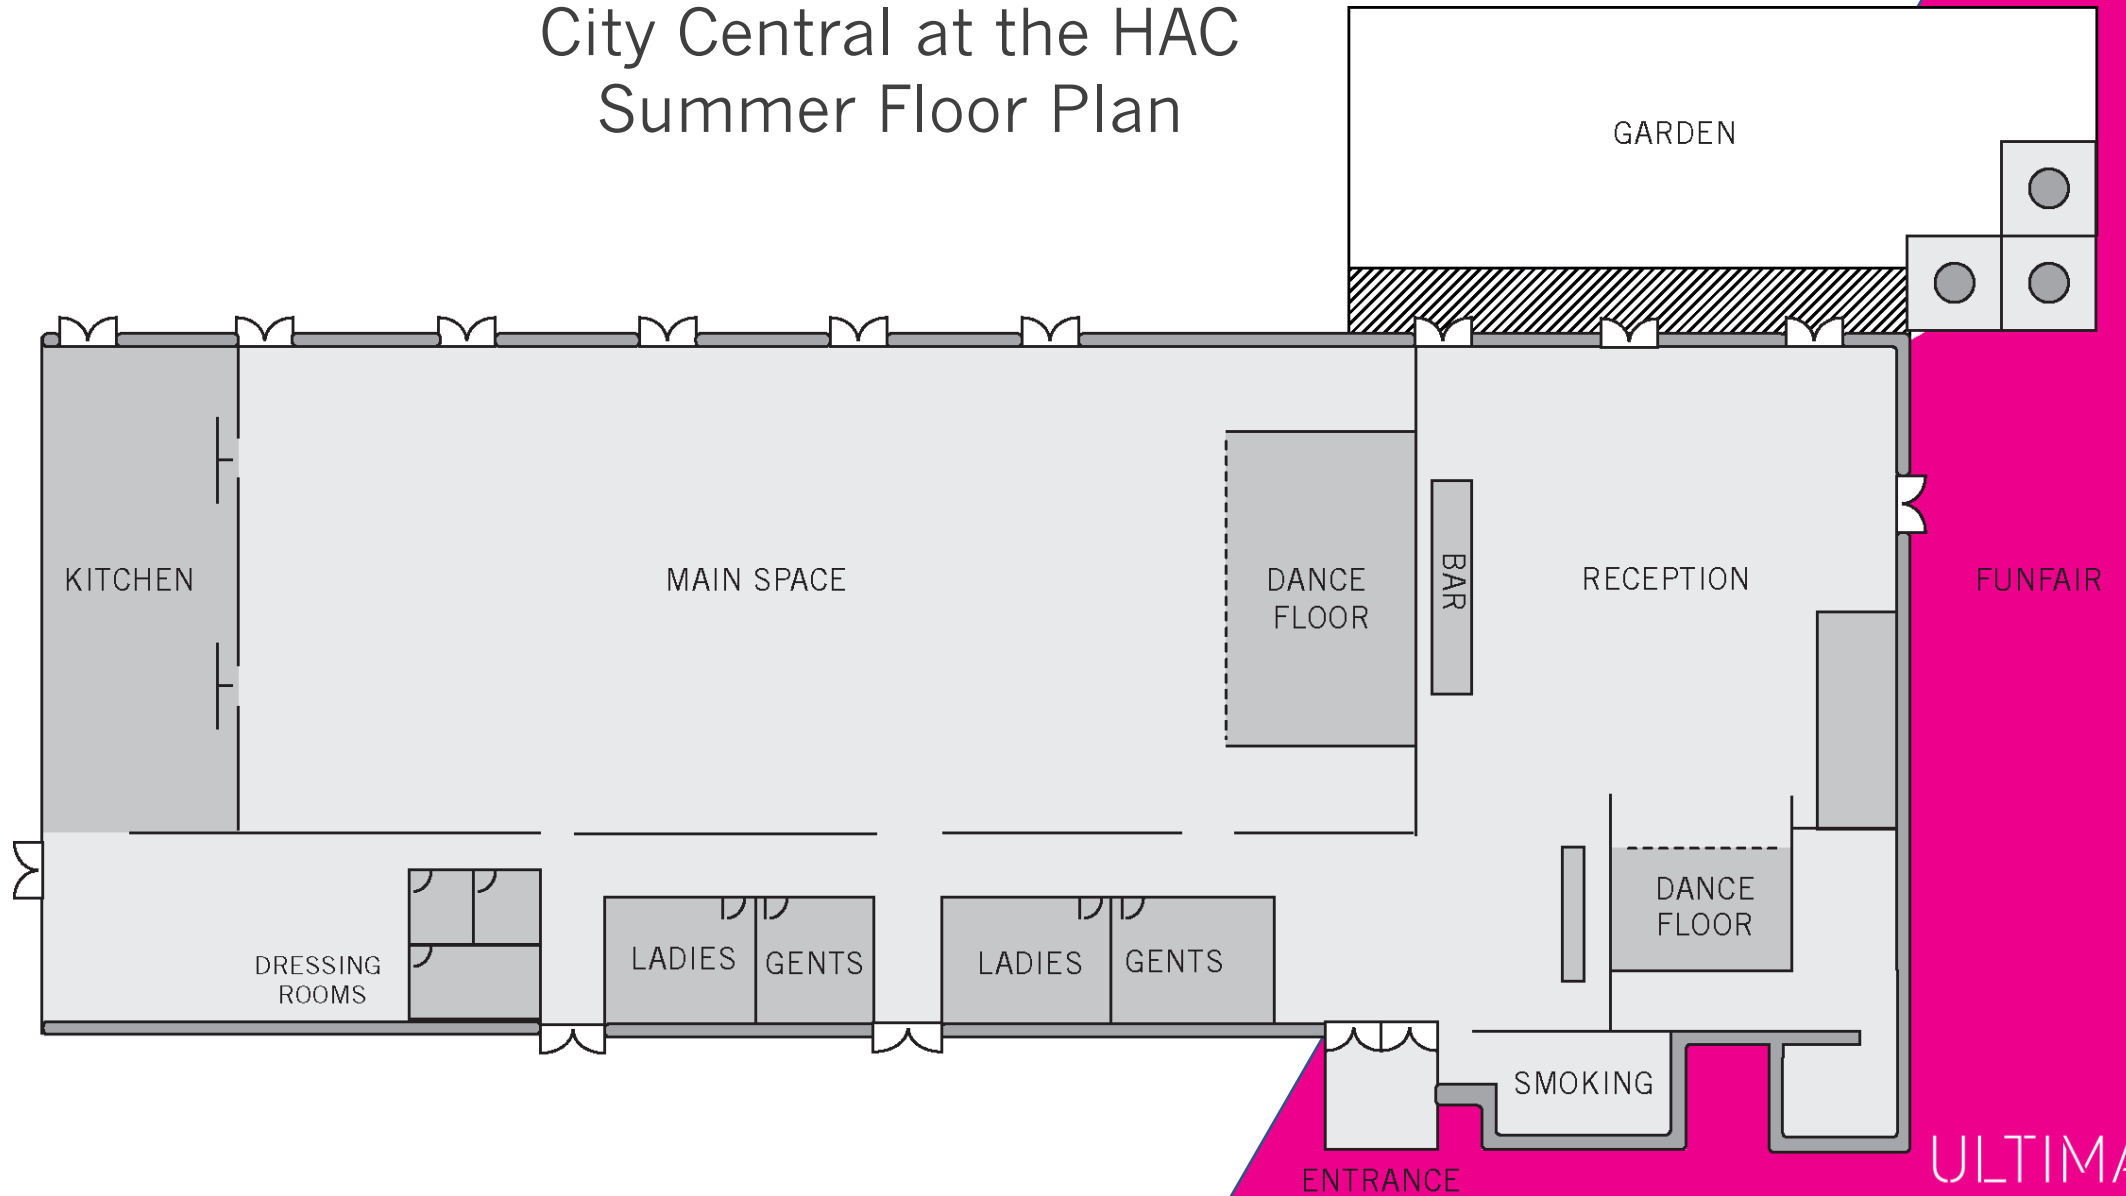 City Central at the HAC
Summer Floor Plan
GARDEN
KITCHEN
MAIN SPACE
DANCE
FLOOR
BAR
RECEPTION
FUNFAIR
DANCE
FLOOR
DRESSING
ROOMS
LADIES
GENTS
LADIES
GENTS
SMOKING
ENTRANCE